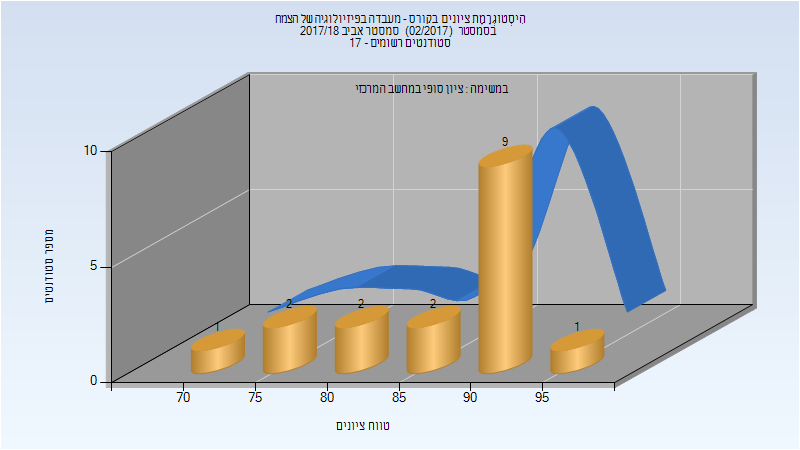 היסטוגרמת ציונים בקורס - מעבדה בפיזיולוגיה של הצמח
בסמסטר (02/2017) סמסטר אביב 2017/18
סטודנטים רשומים - 17
במשימה : ציון סופי במחשב המרכזי
10
5
0
מספר סטודנטים
1
2
2
2
9
1
70
75
80
85
90
95
טווח ציונים